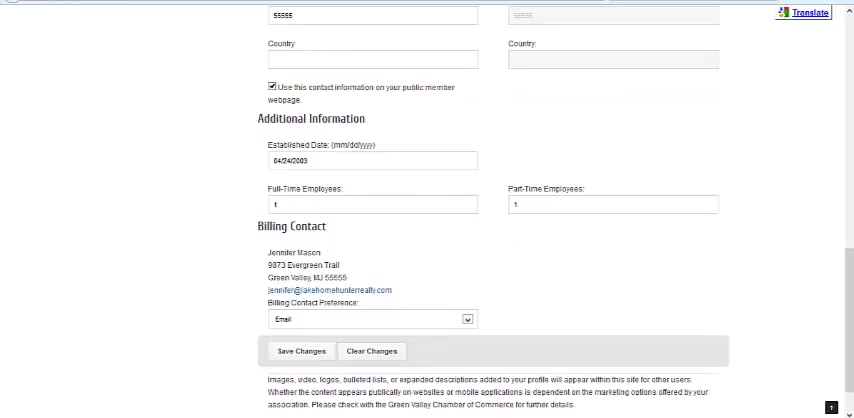 55555 55555
Translate
Country: Country:
Use this contact information on your public member
webpage.
Additional Information
Established Date: (mm/dd/yyyy)
04/24/2003
Full-Time Employees: Part-Time Employees:
1 1
Billing Contact
Jennifer Mason
9873 Evergreen Trail
Green Valley, MJ 55555
jennifer@lakehomehunterrealty.com
Billing Contact Preference:
Email
Save Changes Clear Changes
Images, video, logos, bulleted lists, or expanded descriptions added to your profile will appear within this site for other users.
Whether the content appears publically on websites or mobile applications is dependent on the marketing options offered by your
association. Please check with the Green Valley Chamber of Commerce for further details.
1